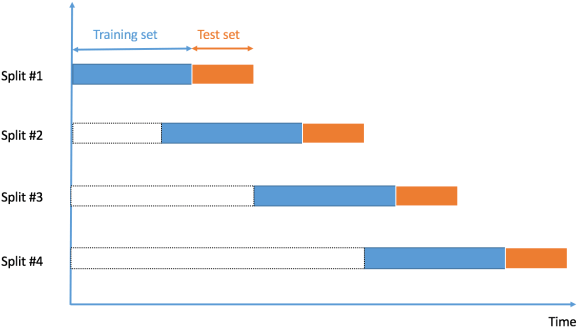 Training set
Test set
Split #1
Split #2
Split #3
Split #4
Time